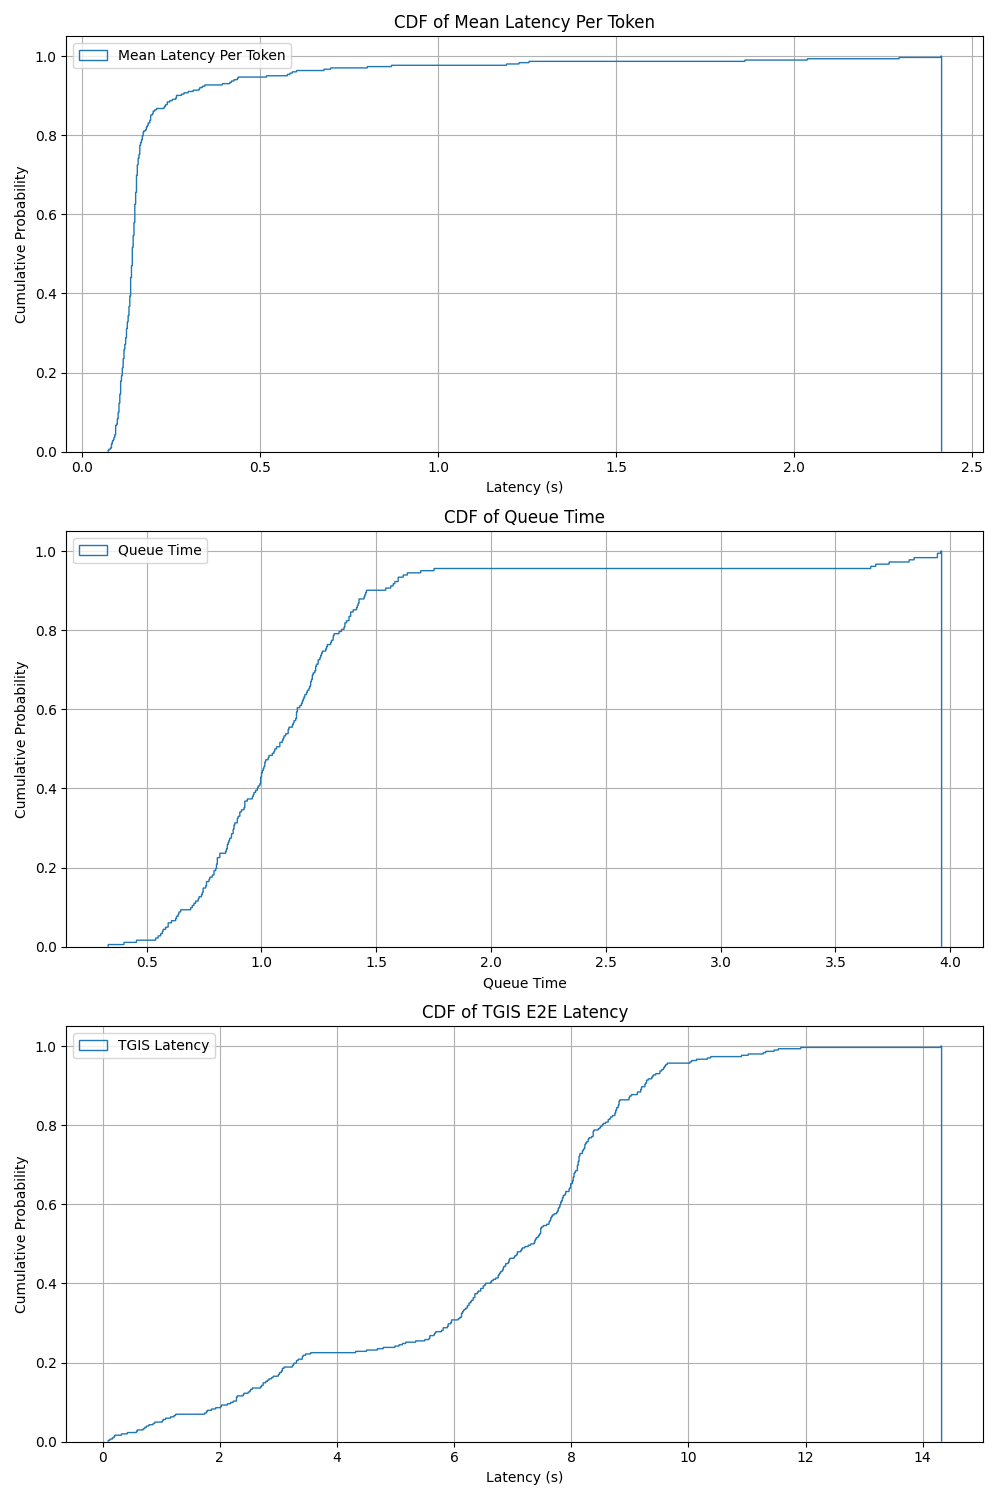 CDF of Mean Latency Per Token
Mean Latency Per Token
1.0
0.8
0.6
0.4
0.2
0.0
Cumulative Probability
0.0 0.5 1.0 1.5 2.0 2.5
Latency (s)
CDF of Queue Time
Queue Time
1.0
0.8
0.6
0.4
0.2
0.0
Cumulative Probability
0.5 1.0 1.5 2.0 2.5 3.0 3.5 4.0
Queue Time
CDF of TGIS E2E Latency
TGIS Latency
1.0
0.8
0.6
0.4
0.2
0.0
Cumulative Probability
0 2 4 6 8 10 12 14
Latency (s)